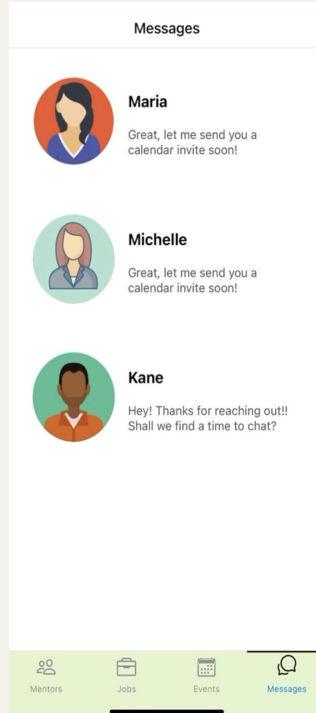 Messages
Maria
Great, let me send you a
calendar invite soon!
Michelle
Great, let me send you a
calendar invite soon!
Kane
Hey! Thanks for reaching out!!
Shall we find a time to chat?
Mentors
Jobs
Events
Messages